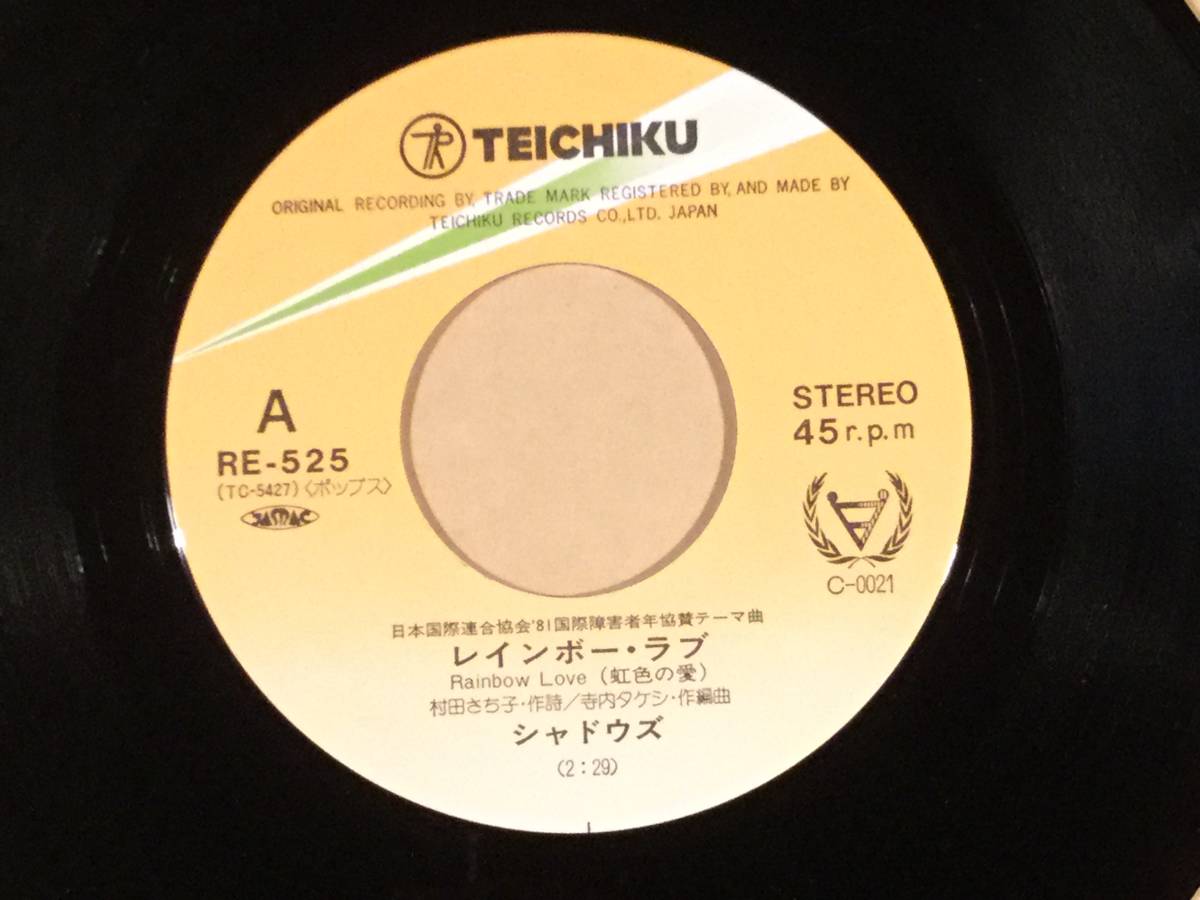 TEICHIKU
ORIGINAL RECORDING BY, TRADE MARK REGISTERED BY, AND MADE BY
TEICHIKU RECORDS CO.,LTD. JAPAN
A
RE-525
(TC-5427)〈ポップス〉
JASRAC
STEREO
45 r.p.m
C-0021
日本国際連合協会'81国際障害者年協賛テーマ曲
レインボー・ラブ
Rainbow Love (虹色の愛)
村田さち子・作詩/寺内タケシ・作編曲
シャドウズ
(2:29)